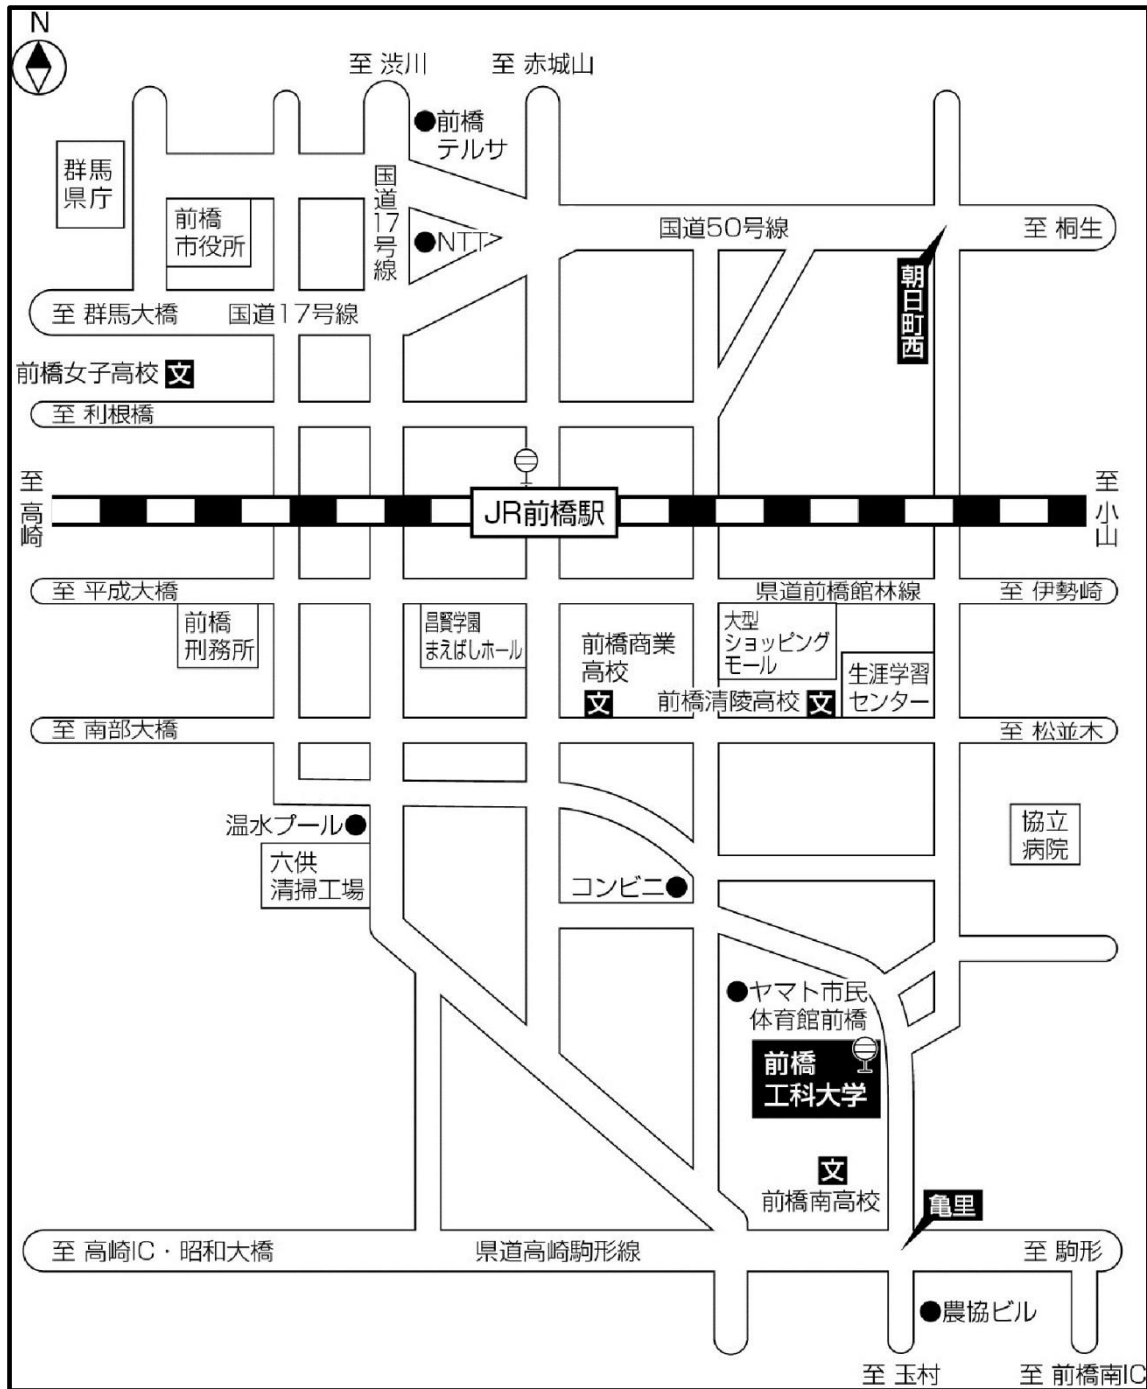 N
至 渋川
至 赤城山
前橋
テルサ
群馬
県庁
前橋
市役所
国道17号線
NTT
国道50号線
至 桐生
朝日町西
至 群馬大橋
国道17号線
前橋女子高校 文
至 利根橋
至 高崎
JR前橋駅
至 小山
至 平成大橋
県道前橋館林線
至 伊勢崎
前橋
刑務所
昌賢学園
まえばしホール
前橋商業
高校
文
大型
ショッピング
モール
前橋清陵高校 文
生涯学習
センター
至 南部大橋
至 松並木
温水プール
六供
清掃工場
コンビニ
協立
病院
ヤマト市民
体育館前橋
前橋
工科大学
文
前橋南高校
亀里
至 高崎IC・昭和大橋
県道高崎駒形線
至 駒形
農協ビル
至 玉村
至 前橋南IC